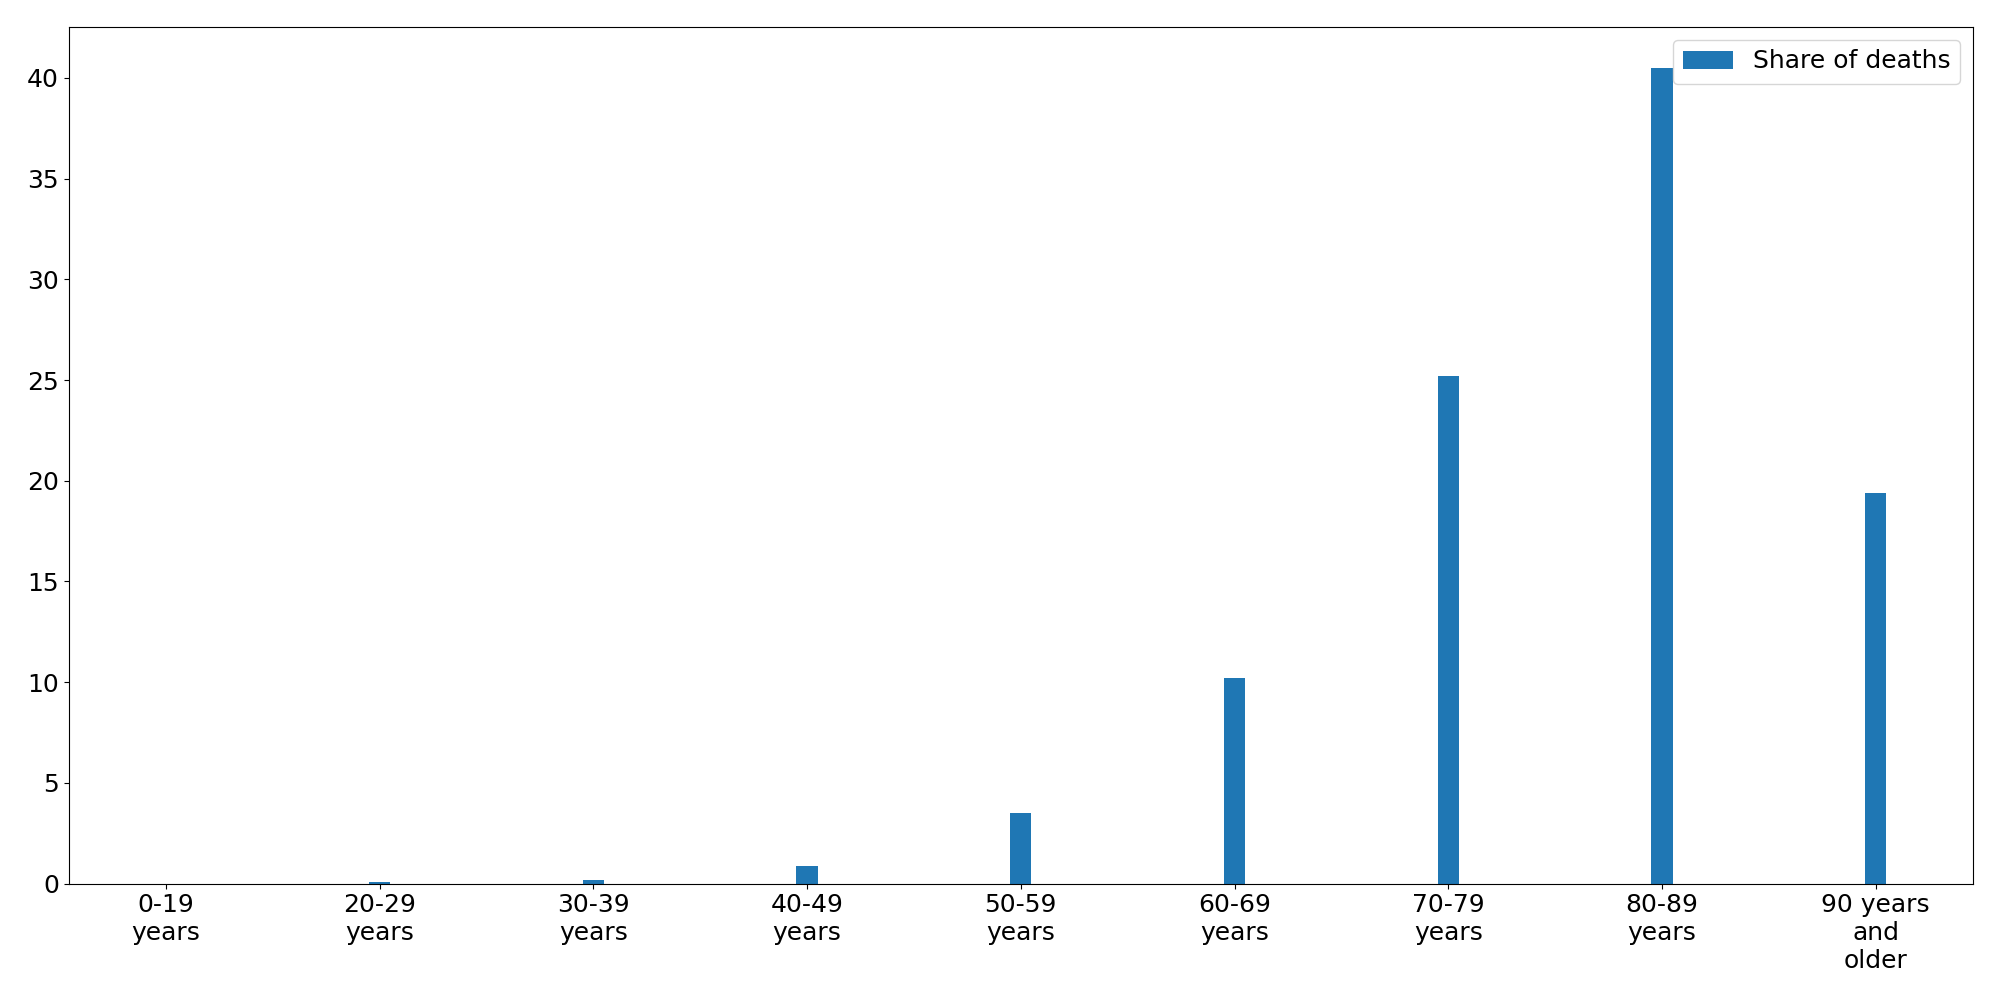 Share of deaths
40
35
30
25
20
15
10
5
0
0-19
years
20-29
years
30-39
years
40-49
years
50-59
years
60-69
years
70-79
years
80-89
years
90 years
and
older